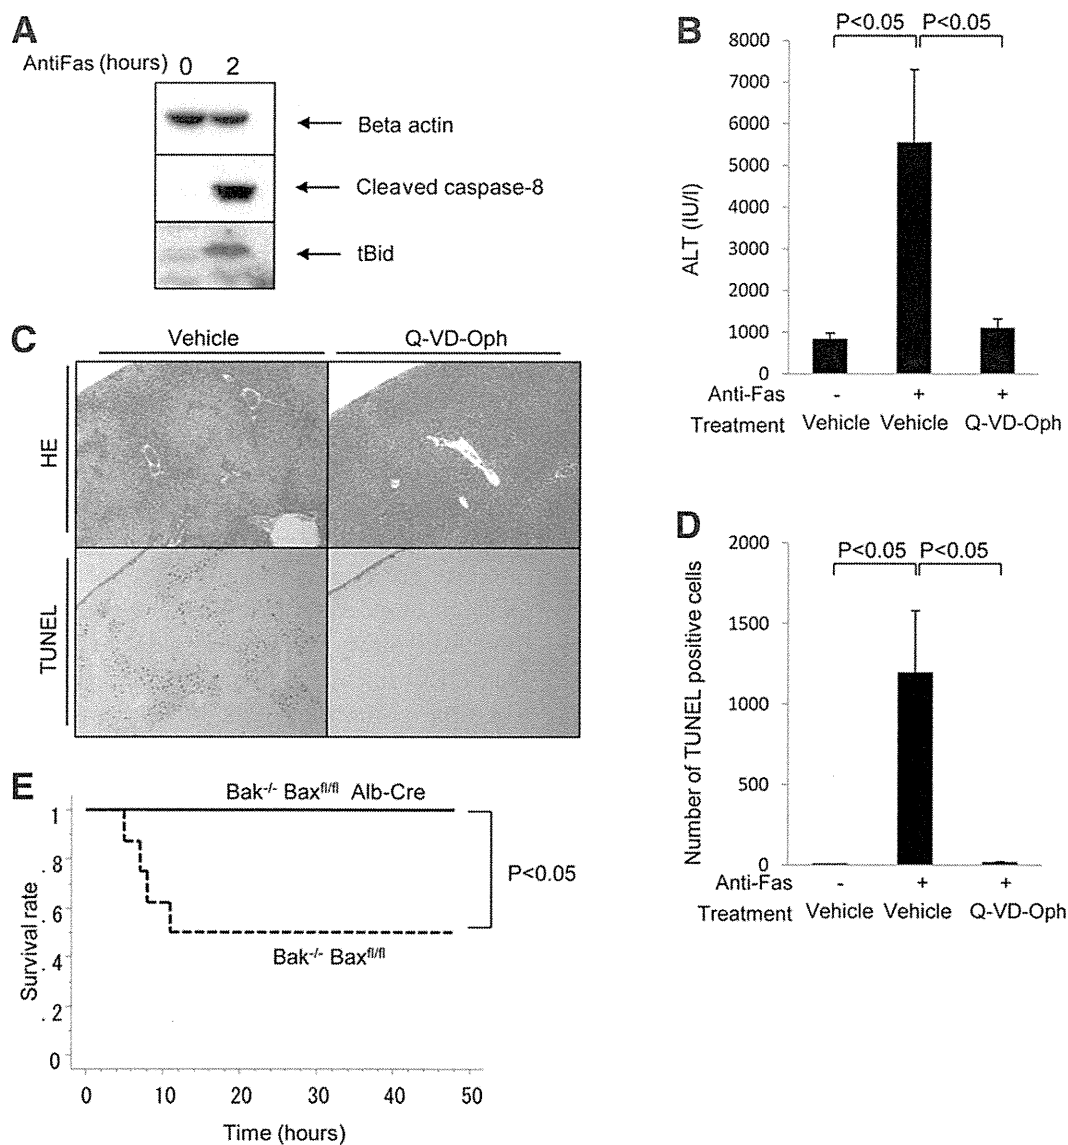 A
AntiFas (hours) 0 2
Beta actin
Cleaved caspase-8
tBid
B
P<0.05 P<0.05
8000
7000
6000
5000
4000
3000
2000
1000
0
ALT (IU/l)
Anti-Fas - + +
Treatment Vehicle Vehicle Q-VD-Oph
C
Vehicle Q-VD-Oph
HE
TUNEL
D
P<0.05 P<0.05
2000
1500
1000
500
0
Number of TUNEL positive cells
Anti-Fas - + +
Treatment Vehicle Vehicle Q-VD-Oph
E
Bak-/- Baxfl/fl Alb-Cre
P<0.05
Bak-/- Baxfl/fl
1
.8
.6
.4
.2
0
Survival rate
0 10 20 30 40 50
Time (hours)